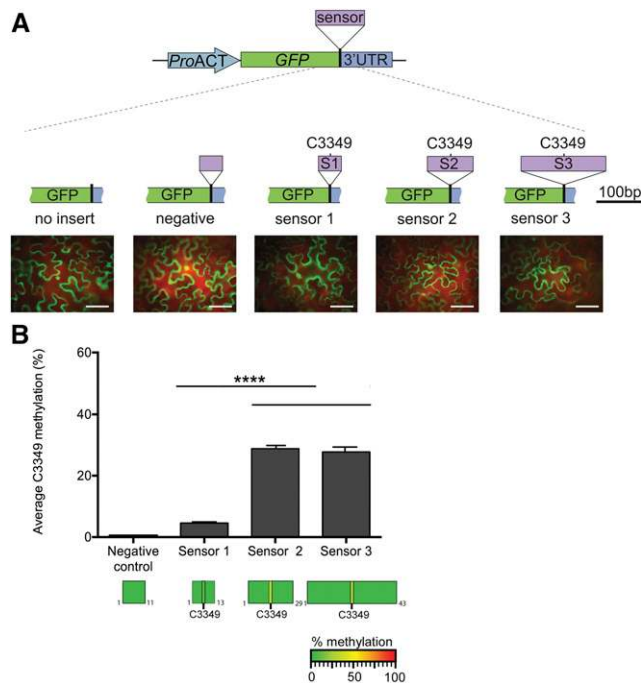 A
sensor
ProACT GFP 3'UTR
C3349 C3349 C3349
S1 S2 S3
GFP GFP GFP GFP GFP 100bp
no insert negative sensor 1 sensor 2 sensor 3
B
Average C3349 methylation (%)
60
40
20
0
****
Negative control Sensor 1 Sensor 2 Sensor 3
1 11 1 13 1 29 1 43
C3349 C3349 C3349
% methylation
0 50 100